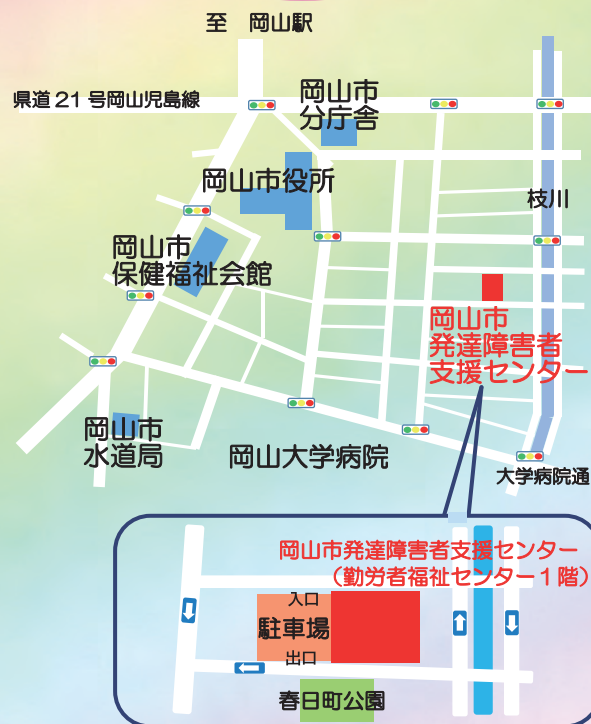 至　岡山駅
県道21号岡山児島線
岡山市
分庁舎
岡山市役所
枝川
岡山市
保健福祉会館
岡山市
発達障害者
支援センター
岡山市
水道局
岡山大学病院
大学病院通
岡山市発達障害者支援センター
（勤労者福祉センター１階）
入口
駐車場
出口
春日町公園